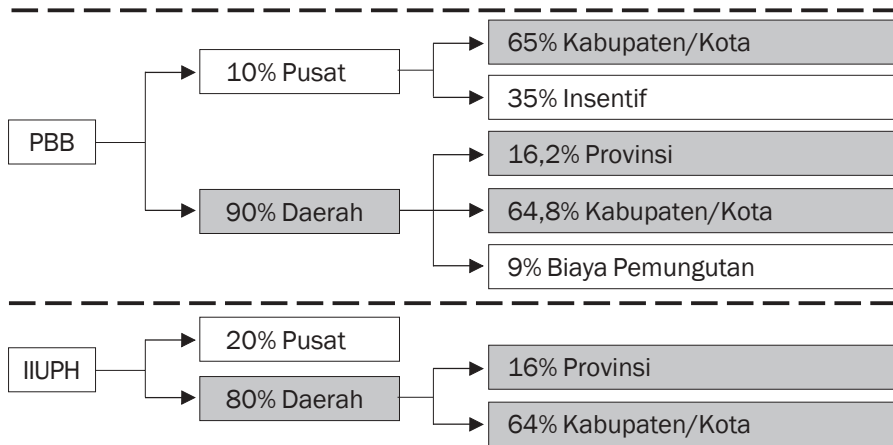 PBB
10% Pusat
65% Kabupaten/Kota
35% Insentif
90% Daerah
16,2% Provinsi
64,8% Kabupaten/Kota
9% Biaya Pemungutan
IIUPH
20% Pusat
80% Daerah
16% Provinsi
64% Kabupaten/Kota